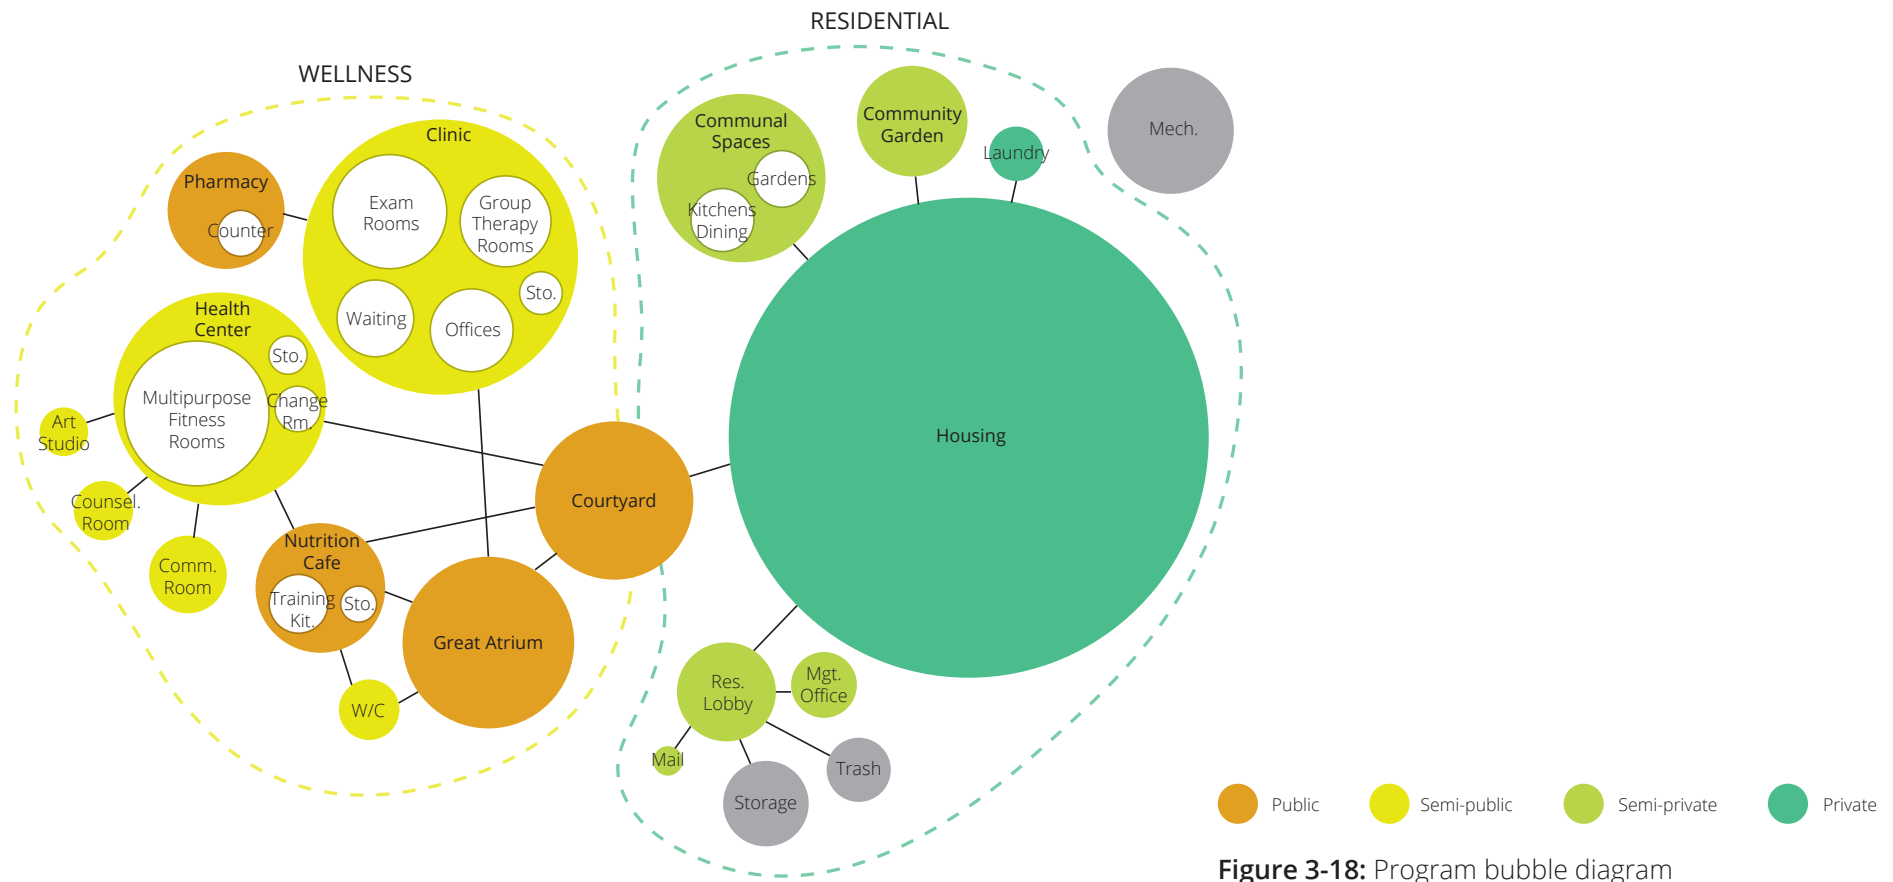 RESIDENTIAL
WELLNESS
Clinic
Exam
Rooms
Group
Therapy
Rooms
Sto.
Waiting
Offices
Pharmacy
Counter
Health
Center
Sto.
Multipurpose
Fitness
Rooms
Change
Rm.
Art
Studio
Counsel.
Room
Comm.
Room
Nutrition
Cafe
Training
Kit.
Sto.
W/C
Great Atrium
Courtyard
Communal
Spaces
Gardens
Kitchens
Dining
Community
Garden
Laundry
Mech.
Housing
Res.
Lobby
Mgt.
Office
Mail
Storage
Trash
Public
Semi-public
Semi-private
Private
Figure 3-18: Program bubble diagram